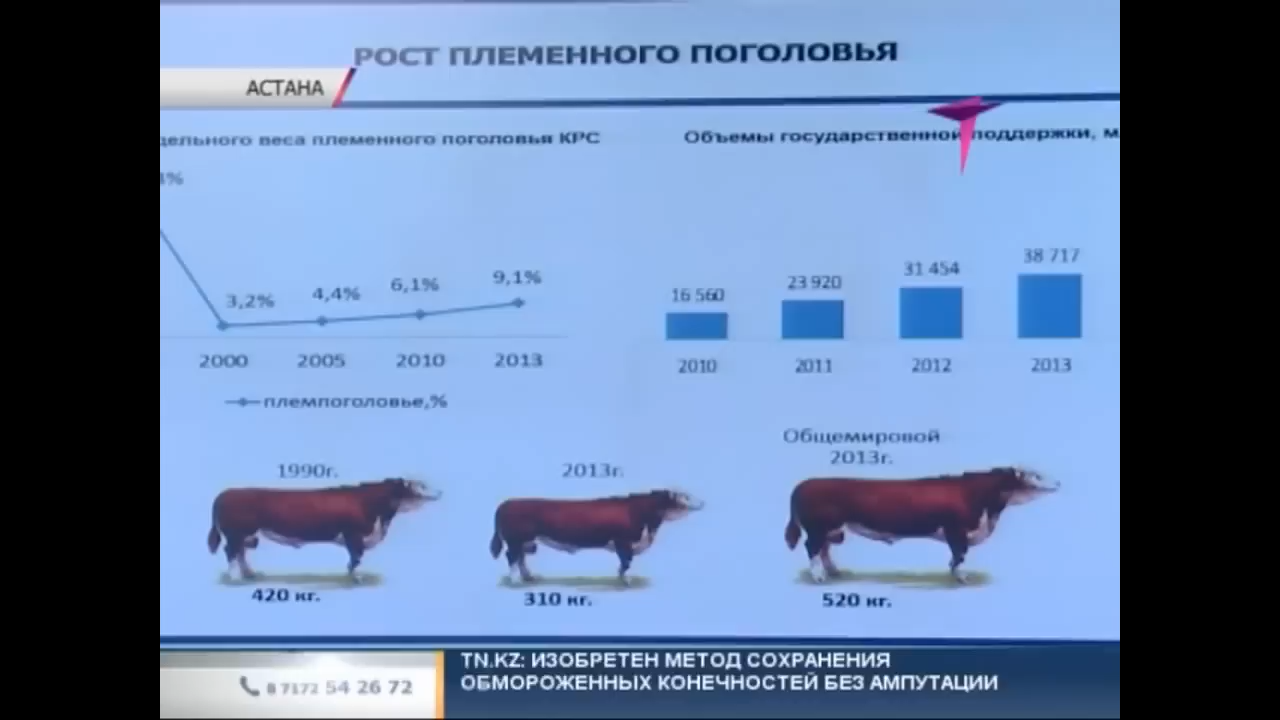 РОСТ ПЛЕМЕННОГО ПОГОЛОВЬЯ
АСТАНА
дельного веса племенного поголовья КРС
Объемы государственной поддержки, м
4%
3,2%
4,4%
6,1%
9,1%
2000 2005 2010 2013
племпоголовье,%
16 560
23 920
31 454
38 717
2010 2011 2012 2013
1990г.
420 кг.
2013г.
310 кг.
Общемировой
2013г.
520 кг.
8 7172 54 26 72
TN.KZ: ИЗОБРЕТЕН МЕТОД СОХРАНЕНИЯ
ОБМОРОЖЕННЫХ КОНЕЧНОСТЕЙ БЕЗ АМПУТАЦИИ